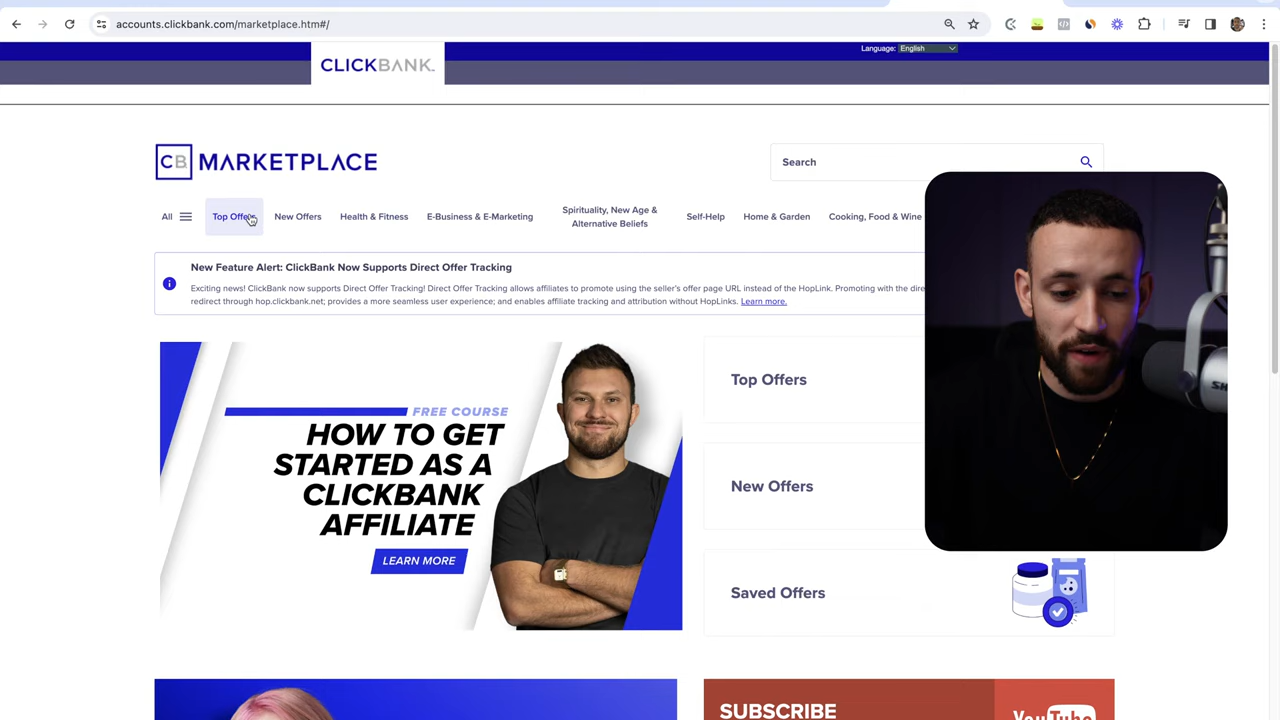 accounts.clickbank.com/marketplace.htm#/
Language: English
CLICKBANK
CB MARKETPLACE
Search
All
Top Offers
New Offers
Health & Fitness
E-Business & E-Marketing
Spirituality, New Age &
Alternative Beliefs
Self-Help
Home & Garden
Cooking, Food & Wine
New Feature Alert: ClickBank Now Supports Direct Offer Tracking
Exciting news! ClickBank now supports Direct Offer Tracking! Direct Offer Tracking allows affiliates to promote using the seller's offer page URL instead of the HopLink. Promoting with the dire
redirect through hop.clickbank.net; provides a more seamless user experience; and enables affiliate tracking and attribution without HopLinks. Learn more.
FREE COURSE
HOW TO GET
STARTED AS A
CLICKBANK
AFFILIATE
LEARN MORE
Top Offers
New Offers
Saved Offers
SUBSCRIBE
YouTube